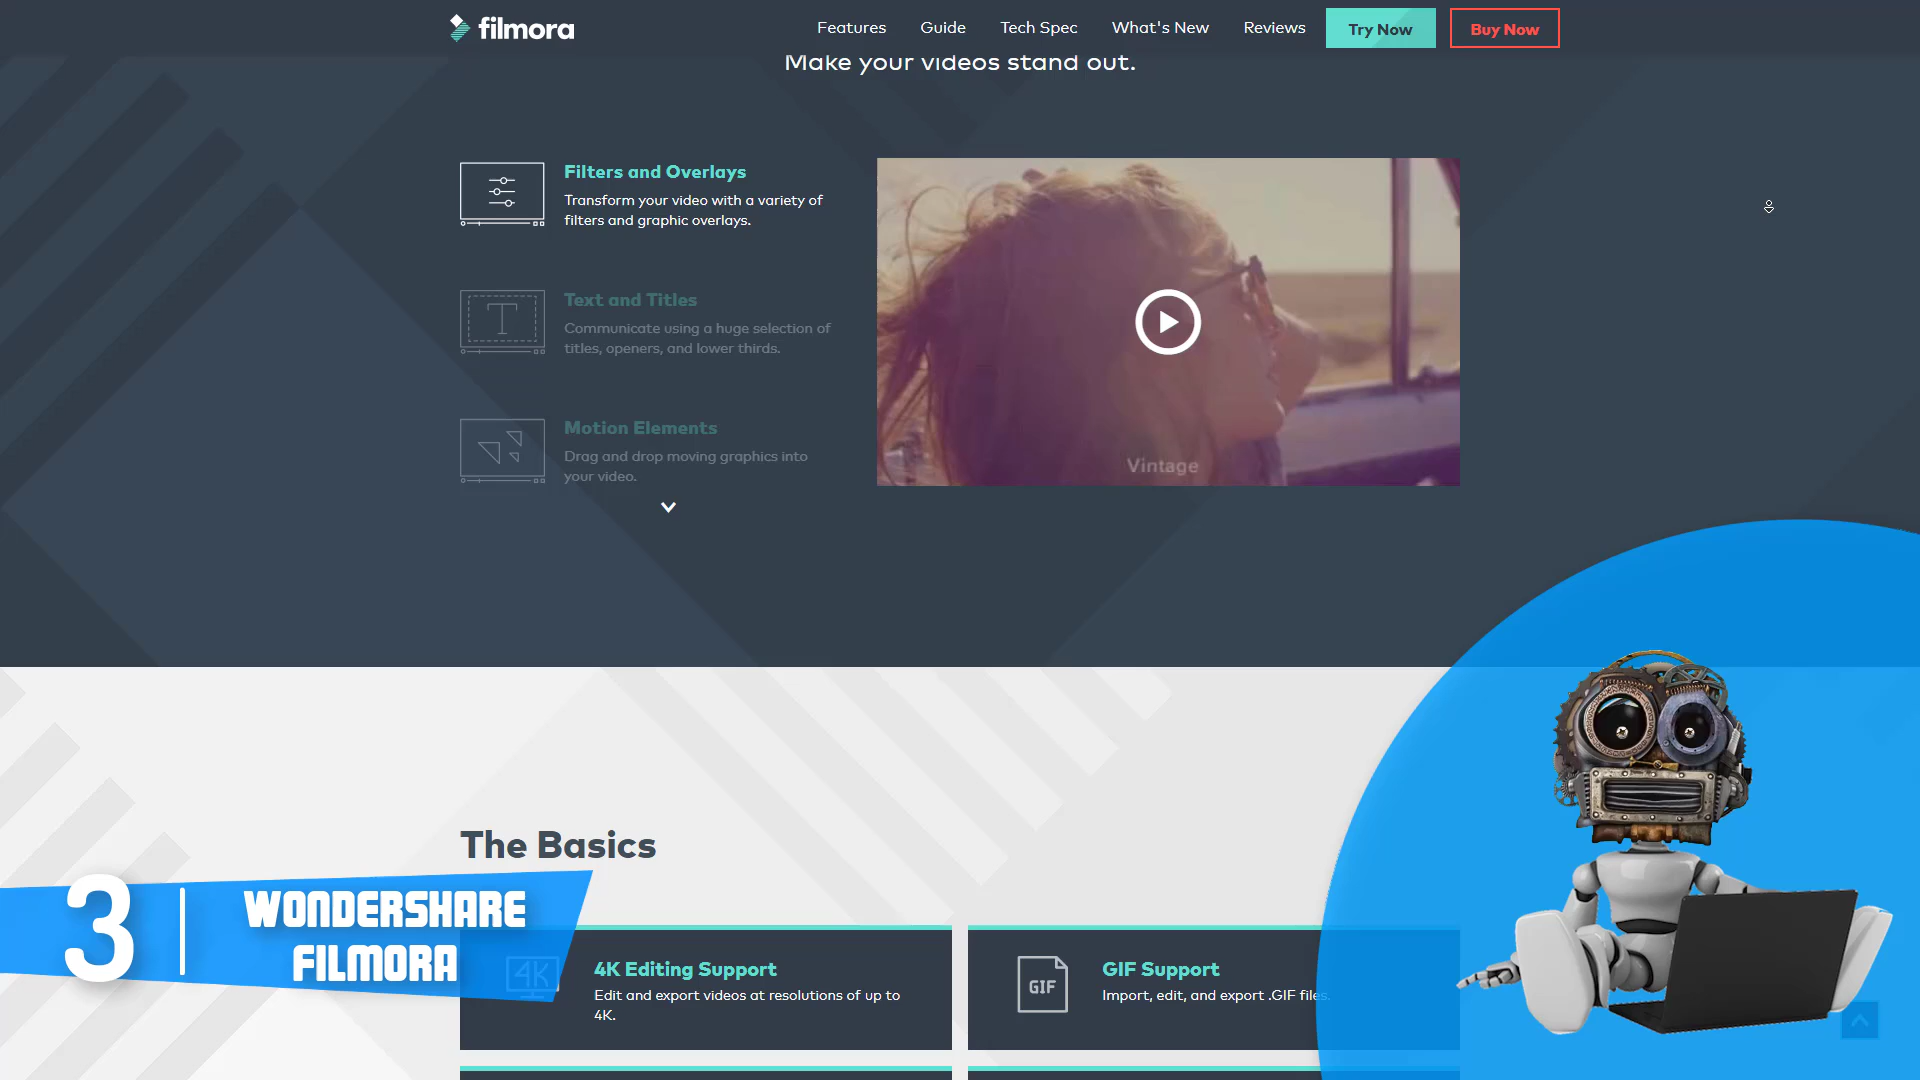 filmora
Features
Guide
Tech Spec
What's New
Reviews
Try Now
Buy Now
Make your videos stand out.
Filters and Overlays
Transform your video with a variety of
filters and graphic overlays.
Text and Titles
Communicate using a huge selection of
titles, openers, and lower thirds.
Motion Elements
Drag and drop moving graphics into
your video.
Vintage
The Basics
3
WONDERSHARE
FILMORA
4K
4K Editing Support
Edit and export videos at resolutions of up to
4K.
GIF
GIF Support
Import, edit, and export .GIF files.